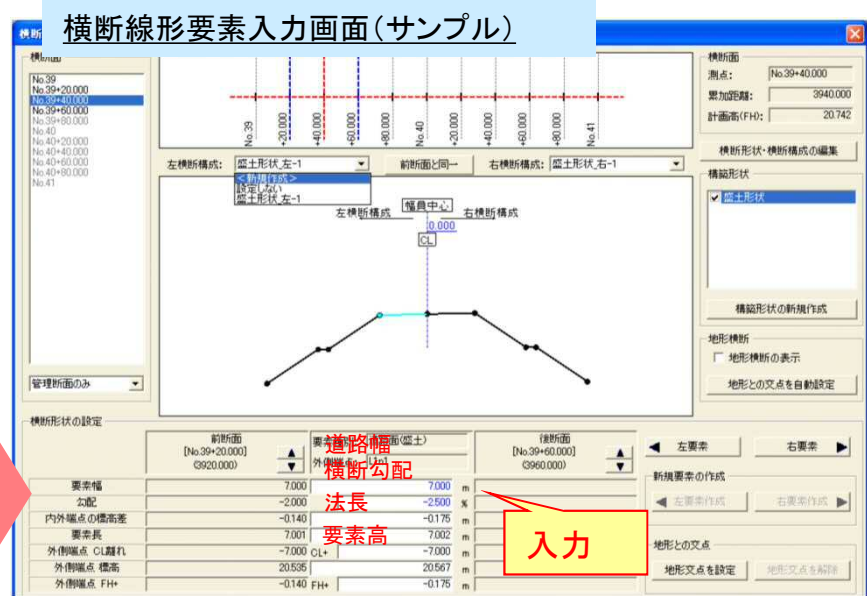 横断線形要素入力画面(サンプル)
横断
横断面
No.39
No.39+20.000
No.39+40.000
No.39+60.000
No.39+80.000
No.40
No.40+20.000
No.40+40.000
No.40+60.000
No.40+80.000
No.41
管理断面のみ
No.39
+20.000
+40.000
+60.000
+80.000
No.40
+20.000
+40.000
+60.000
+80.000
No.41
左横断構成: 盛土形状_左-1 前断面と同一 右横断構成: 盛土形状_右-1
<新規作成>
設定しない
盛土形状_左-1
幅員中心
左横断構成 右横断構成
0.000
CL
横断面
測点: No.39+40.000
累加距離: 3940.000
計画高(FH): 20.742
横断形状・横断構成の編集
構築形状
盛土形状
構築形状の新規作成
地形横断
地形横断の表示
地形との交点を自動設定
横断形状の設定
前断面
[No.39+20.000]
(3920.000)
後断面
[No.39+60.000]
(3960.000)
道路幅
横断勾配
法長
要素高
入力
要素幅 7.000 7.000 m
勾配 -2.000 -2.500 %
内外端点の標高差 -0.140 -0.175 m
要素長 7.001 7.002 m
外側端点 CL離れ -7.000 CL+ -7.000 m
外側端点 標高 20.535 20.567 m
外側端点 FH+ -0.140 FH+ -0.175 m
左要素 右要素
新規要素の作成
左要素作成 右要素作成
地形との交点
地形交点を設定 地形交点を解除